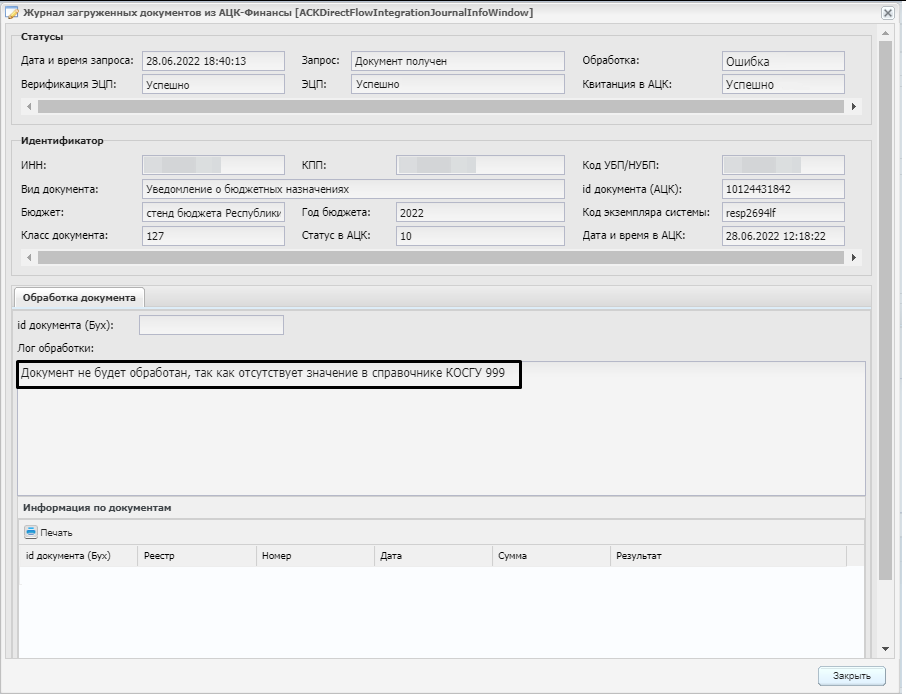 Журнал загруженных документов из АЦК-Финансы [ACKDirectFlowIntegrationJournalInfoWindow]
Статусы
Дата и время запроса: 28.06.2022 18:40:13 Запрос: Документ получен Обработка: Ошибка
Верификация ЭЦП: Успешно ЭЦП: Успешно Квитанция в АЦК: Успешно
Идентификатор
ИНН: КПП: Код УБП/НУБП:
Вид документа: Уведомление о бюджетных назначениях id документа (АЦК): 10124431842
Бюджет: стенд бюджета Республики Год бюджета: 2022 Код экземпляра системы: resp2694lf
Класс документа: 127 Статус в АЦК: 10 Дата и время в АЦК: 28.06.2022 12:18:22
Обработка документа
id документа (Бух):
Лог обработки:
Документ не будет обработан, так как отсутствует значение в справочнике КОСГУ 999
Информация по документам
Печать
id документа (Бух) Реестр Номер Дата Сумма Результат
Закрыть